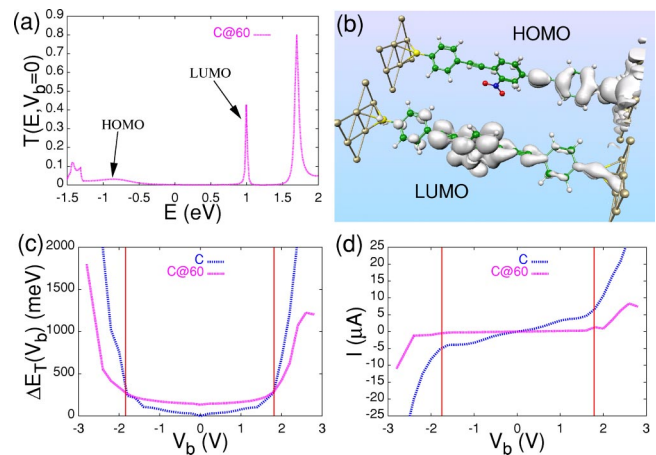 (a)
T(E,V_b=0)
0.8
0.7
0.6
0.5
0.4
0.3
0.2
0.1
0
C@60
LUMO
HOMO
-1.5 -1 -0.5 0 0.5 1 1.5 2
E (eV)
(b)
HOMO
LUMO
(c)
ΔE_T(V_b) (meV)
2000
1500
1000
500
0
C
C@60
-3 -2 -1 0 1 2 3
V_b (V)
(d)
I (μA)
25
20
15
10
5
0
-5
-10
-15
-20
-25
C
C@60
-3 -2 -1 0 1 2 3
V_b (V)